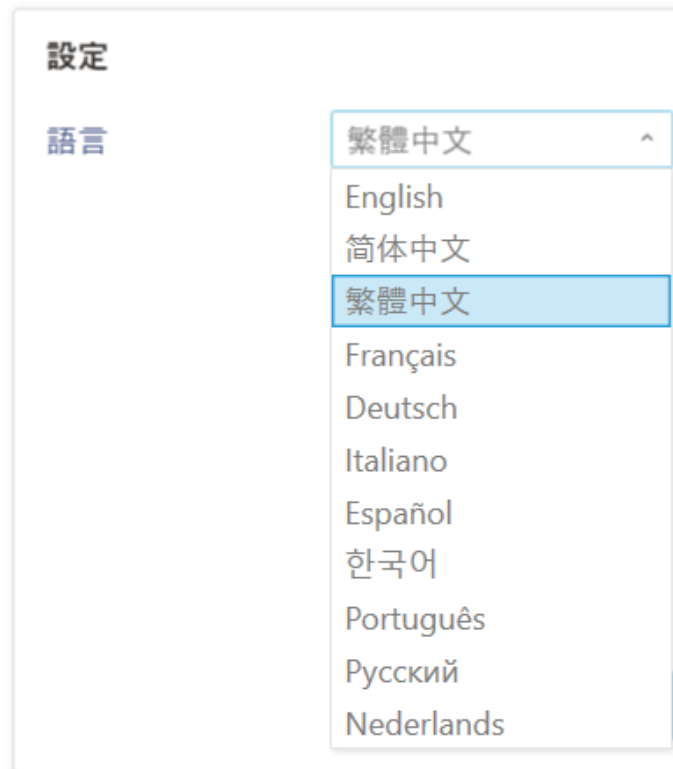 設定
語言 繁體中文
English
简体中文
繁體中文
Français
Deutsch
Italiano
Español
한국어
Português
Русский
Nederlands